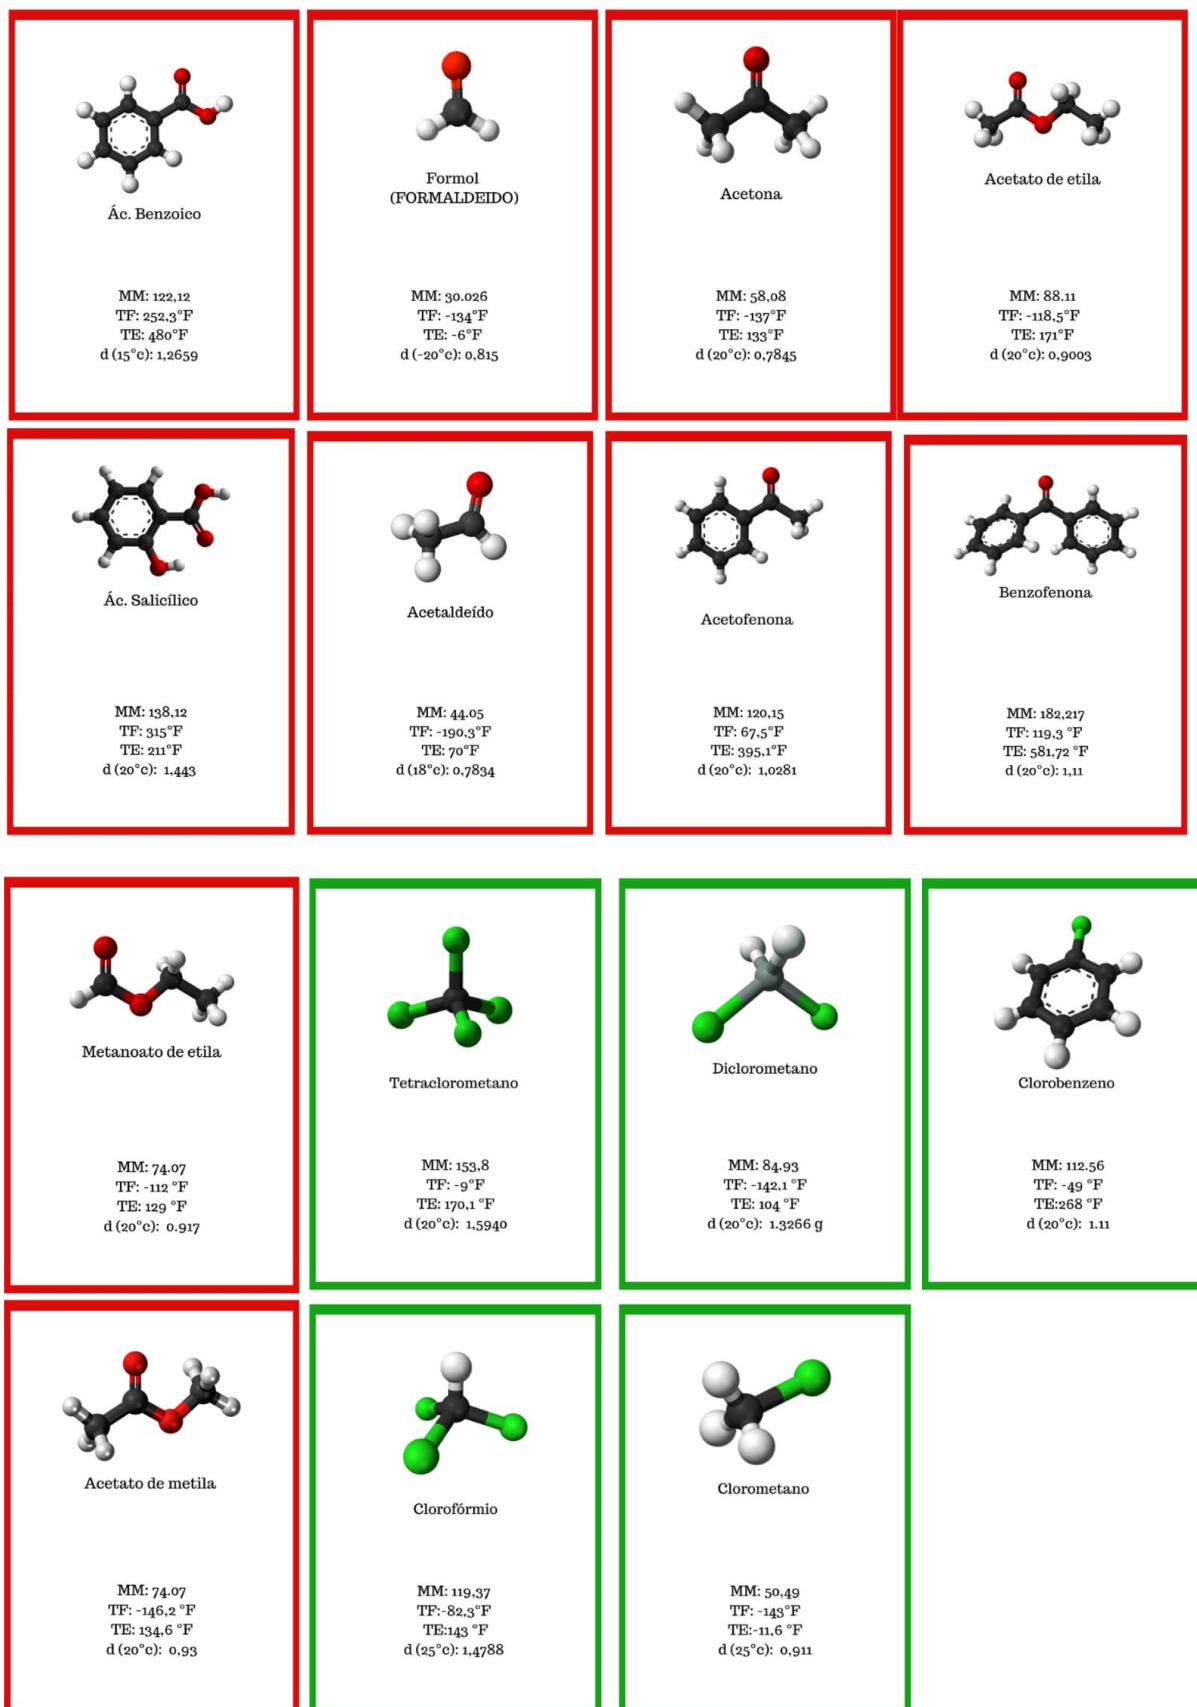 Ác. Benzoico
MM: 122,12
TF: 252,3°F
TE: 480°F
d (15°c): 1,2659
Formol
(FORMALDEIDO)
MM: 30.026
TF: -134°F
TE: -6°F
d (-20°c): 0,815
Acetona
MM: 58,08
TF: -137°F
TE: 133°F
d (20°c): 0,7845
Acetato de etila
MM: 88.11
TF: -118,5°F
TE: 171°F
d (20°c): 0,9003
Ác. Salicílico
MM: 138,12
TF: 315°F
TE: 211°F
d (20°c): 1,443
Acetaldeído
MM: 44.05
TF: -190,3°F
TE: 70°F
d (18°c): 0,7834
Acetofenona
MM: 120,15
TF: 67,5°F
TE: 395,1°F
d (20°c): 1,0281
Benzofenona
MM: 182,217
TF: 119,3 °F
TE: 581,72 °F
d (20°c): 1,11
Metanoato de etila
MM: 74.07
TF: -112 °F
TE: 129 °F
d (20°c): 0.917
Tetraclorometano
MM: 153,8
TF: -9°F
TE: 170,1 °F
d (20°c): 1,5940
Diclorometano
MM: 84.93
TF: -142,1 °F
TE: 104 °F
d (20°c): 1.3266 g
Clorobenzeno
MM: 112.56
TF: -49 °F
TE:268 °F
d (20°c): 1.11
Acetato de metila
MM: 74.07
TF: -146,2 °F
TE: 134,6 °F
d (20°c): 0,93
Clorofórmio
MM: 119,37
TF:-82,3°F
TE:143 °F
d (25°c): 1,4788
Clorometano
MM: 50,49
TF: -143°F
TE:-11,6 °F
d (25°c): 0,911